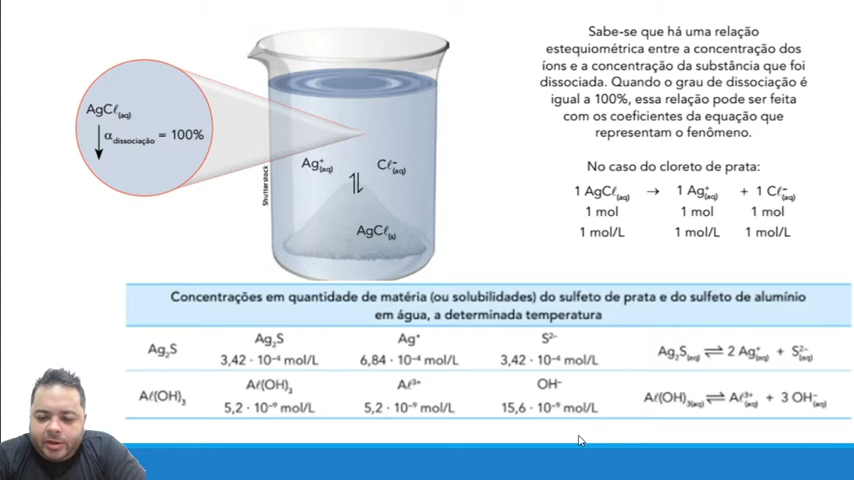 Sabe-se que há uma relação
estequiométrica entre a concentração dos
íons e a concentração da substância que foi
dissociada. Quando o grau de dissociação é
igual a 100%, essa relação pode ser feita
com os coeficientes da equação que
representam o fenômeno.
No caso do cloreto de prata:
1 AgCℓ(aq) → 1 Ag⁺(aq) + 1 Cℓ⁻(aq)
1 mol 1 mol 1 mol
1 mol/L 1 mol/L 1 mol/L
AgCℓ(aq)
↓ αdissociação = 100%
Ag⁺(aq) Cℓ⁻(aq)
⇅
AgCℓ(s)
Shutterstock
Concentrações em quantidade de matéria (ou solubilidades) do sulfeto de prata e do sulfeto de alumínio
em água, a determinada temperatura
Ag₂S Ag₂S Ag⁺ S²⁻ Ag₂S(aq) ⇌ 2 Ag⁺(aq) + S²⁻(aq)
3,42 · 10⁻⁴ mol/L 6,84 · 10⁻⁴ mol/L 3,42 · 10⁻⁴ mol/L
Aℓ(OH)₃ Aℓ(OH)₃ Aℓ³⁺ OH⁻ Aℓ(OH)₃(aq) ⇌ Aℓ³⁺(aq) + 3 OH⁻(aq)
5,2 · 10⁻⁹ mol/L 5,2 · 10⁻⁹ mol/L 15,6 · 10⁻⁹ mol/L